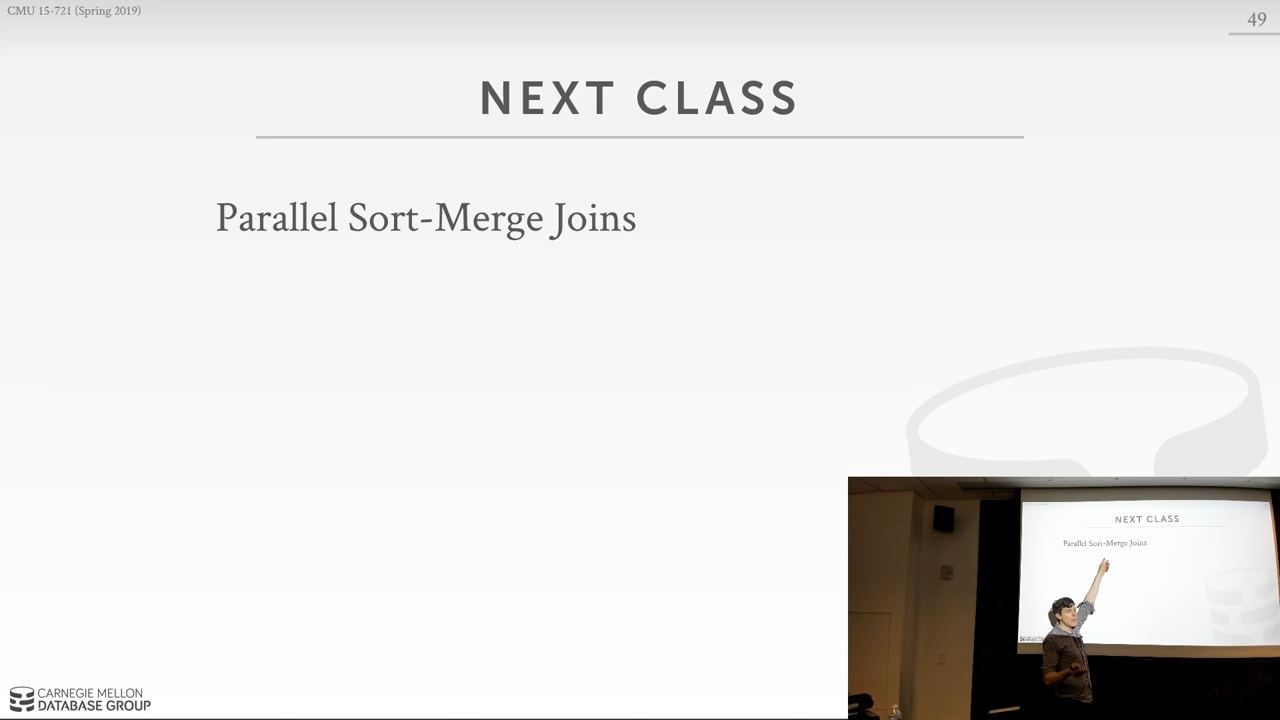 CMU 15-721 (Spring 2019)
49
NEXT CLASS
Parallel Sort-Merge Joins
NEXT CLASS
Parallel Sort-Merge Joins
CARNEGIE MELLON
DATABASE GROUP